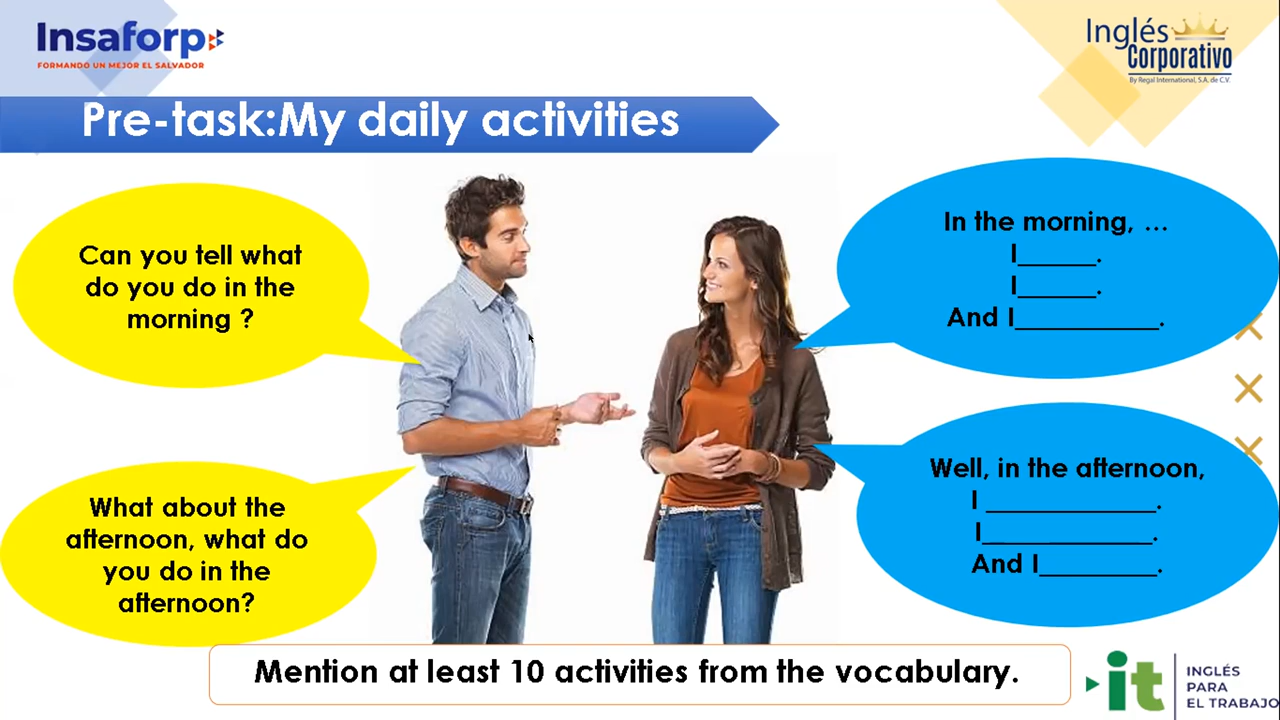 Insaforp
FORMANDO UN MEJOR EL SALVADOR
Inglés
Corporativo
By Regal International, S.A. de C.V.
Pre-task:My daily activities
Can you tell what
do you do in the
morning ?
In the morning, …
I______.
I______.
And I___________.
What about the
afternoon, what do
you do in the
afternoon?
Well, in the afternoon,
I _____________.
I_____________.
And I_________.
Mention at least 10 activities from the vocabulary.
it
INGLÉS
PARA
EL TRABAJO